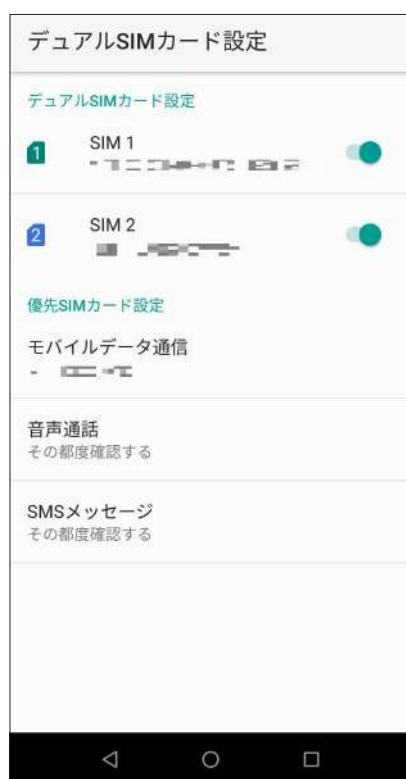 デュアルSIMカード設定
デュアルSIMカード設定
1
SIM 1
2
SIM 2
優先SIMカード設定
モバイルデータ通信
音声通話
その都度確認する
SMSメッセージ
その都度確認する